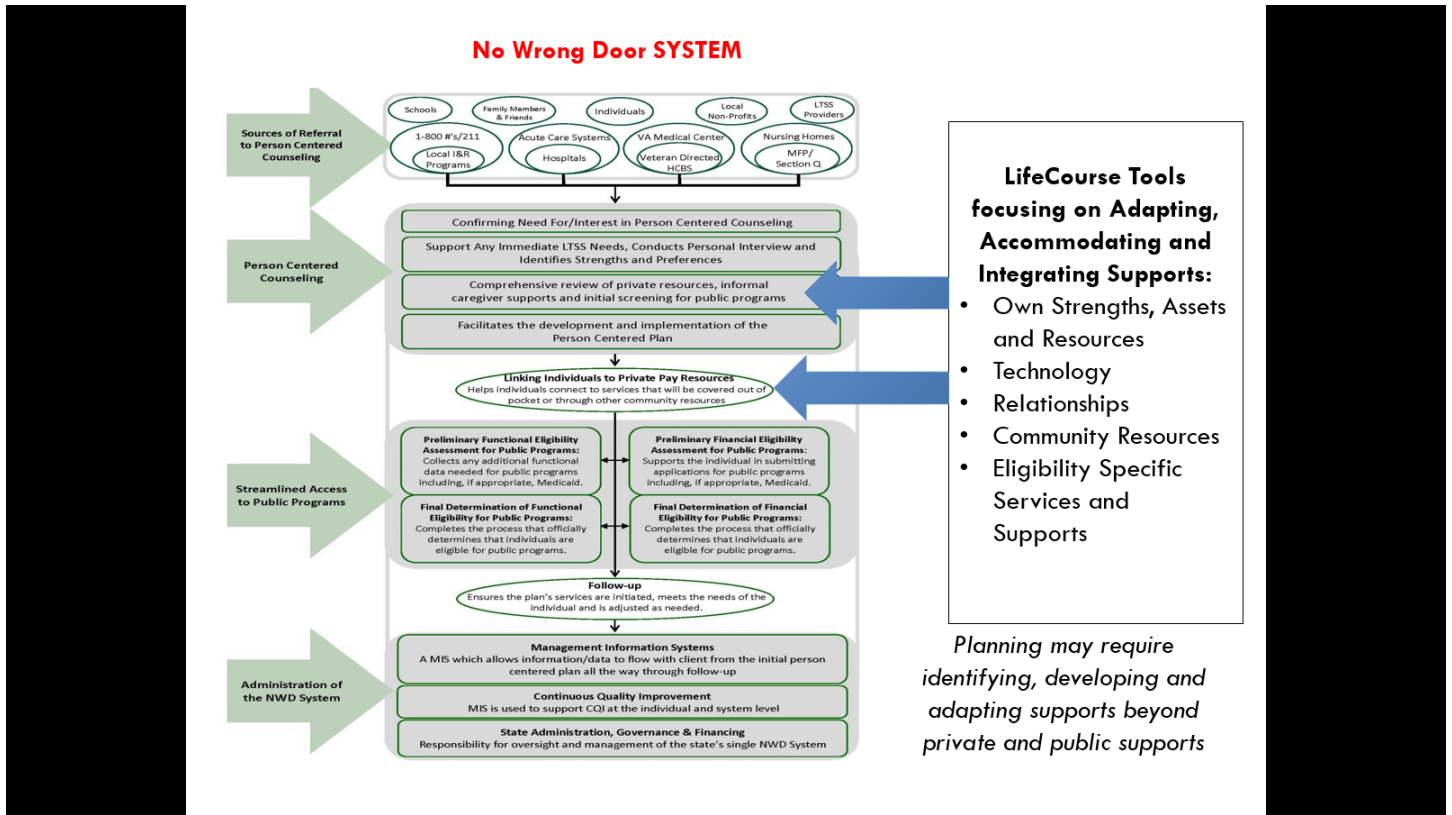 No Wrong Door SYSTEM
Sources of Referral
to Person Centered
Counseling
Schools
Family Members
& Friends
Individuals
Local
Non-Profits
LTSS
Providers
1-800 #'s/211
Local I&R
Programs
Acute Care Systems
Hospitals
VA Medical Center
Veteran Directed
HCBS
Nursing Homes
MFP/
Section Q
Person Centered
Counseling
Confirming Need For/Interest in Person Centered Counseling
Support Any Immediate LTSS Needs, Conducts Personal Interview and
Identifies Strengths and Preferences
Comprehensive review of private resources, informal
caregiver supports and initial screening for public programs
Facilitates the development and implementation of the
Person Centered Plan
Linking Individuals to Private Pay Resources
Helps individuals connect to services that will be covered out of
pocket or through other community resources
Streamlined Access
to Public Programs
Preliminary Functional Eligibility
Assessment for Public Programs:
Collects any additional functional
data needed for public programs
including, if appropriate, Medicaid.
Preliminary Financial Eligibility
Assessment for Public Programs:
Supports the individual in submitting
applications for public programs
including, if appropriate, Medicaid.
Final Determination of Functional
Eligibility for Public Programs:
Completes the process that officially
determines that individuals are
eligible for public programs.
Final Determination of Financial
Eligibility for Public Programs:
Completes the process that officially
determines that individuals are
eligible for public programs.
Follow-up
Ensures the plan's services are initiated, meets the needs of the
individual and is adjusted as needed.
Administration of
the NWD System
Management Information Systems
A MIS which allows information/data to flow with client from the initial person
centered plan all the way through follow-up
Continuous Quality Improvement
MIS is used to support CQI at the individual and system level
State Administration, Governance & Financing
Responsibility for oversight and management of the state's single NWD System
LifeCourse Tools
focusing on Adapting,
Accommodating and
Integrating Supports:
• Own Strengths, Assets
and Resources
• Technology
• Relationships
• Community Resources
• Eligibility Specific
Services and
Supports
Planning may require
identifying, developing and
adapting supports beyond
private and public supports